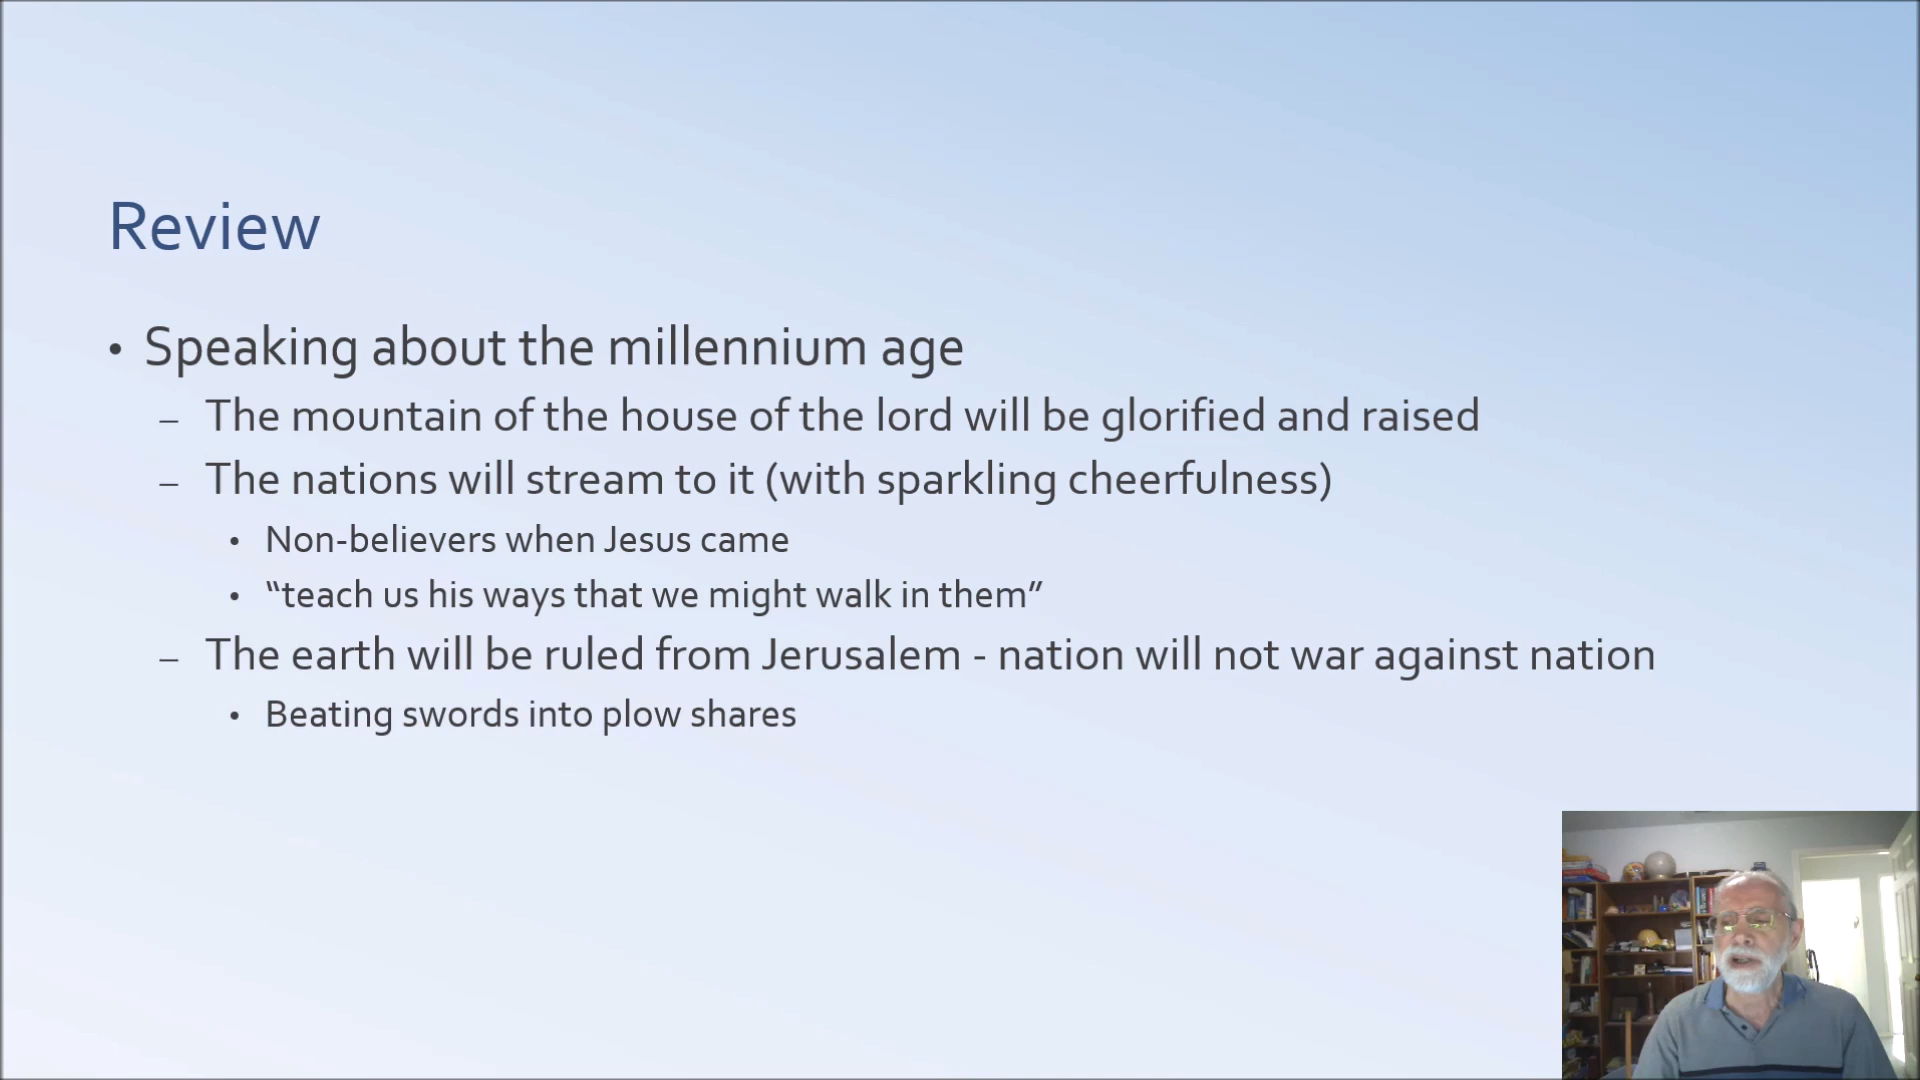 Review
• Speaking about the millennium age
– The mountain of the house of the lord will be glorified and raised
– The nations will stream to it (with sparkling cheerfulness)
• Non-believers when Jesus came
• “teach us his ways that we might walk in them”
– The earth will be ruled from Jerusalem - nation will not war against nation
• Beating swords into plow shares